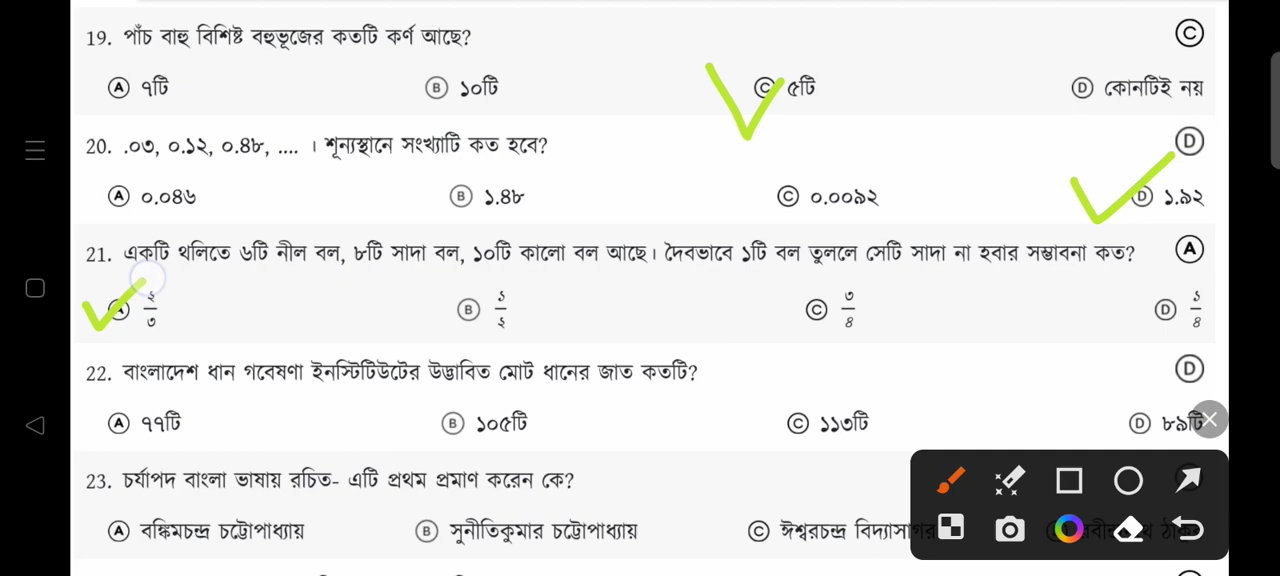 19. পাঁচ বাহু বিশিষ্ট বহুভূজের কতটি কর্ণ আছে? C
A ৭টি B ১০টি C ৫টি D কোনটিই নয়
20. .০৩, ০.১২, ০.৪৮, .... । শূন্যস্থানে সংখ্যাটি কত হবে? D
A ০.০৪৬ B ১.৪৮ C ০.০০৯২ D ১.৯২
21. একটি থলিতে ৬টি নীল বল, ৮টি সাদা বল, ১০টি কালো বল আছে। দৈবভাবে ১টি বল তুললে সেটি সাদা না হবার সম্ভাবনা কত? A
A ২/৩ B ১/২ C ৩/৪ D ১/৪
22. বাংলাদেশ ধান গবেষণা ইনস্টিটিউটের উদ্ভাবিত মোট ধানের জাত কতটি? D
A ৭৭টি B ১০৫টি C ১১৩টি D ৮৯টি
23. চর্যাপদ বাংলা ভাষায় রচিত- এটি প্রথম প্রমাণ করেন কে?
A বঙ্কিমচন্দ্র চট্টোপাধ্যায় B সুনীতিকুমার চট্টোপাধ্যায় C ঈশ্বরচন্দ্র বিদ্যাসাগর